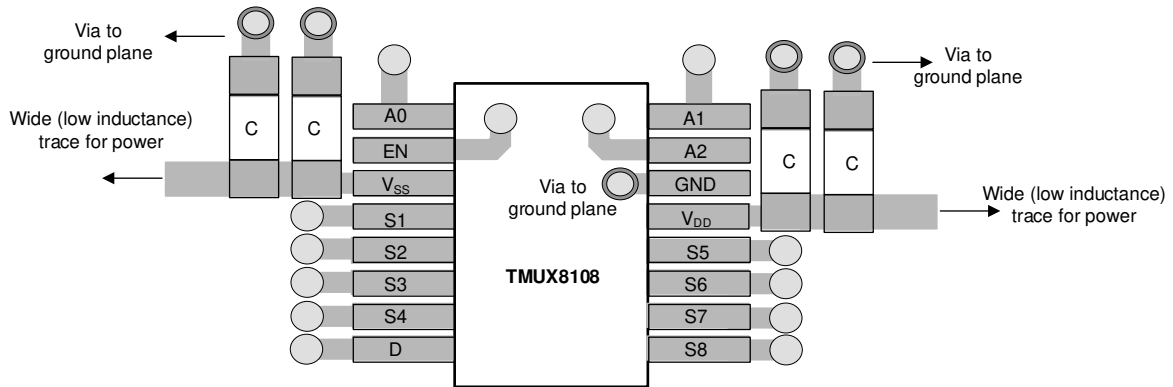 Via to
ground plane
Wide (low inductance)
trace for power
C
C
A0
EN
V_SS
S1
S2
S3
S4
D
Via to
ground plane
TMUX8108
A1
A2
GND
V_DD
S5
S6
S7
S8
C
C
Via to
ground plane
Wide (low inductance)
trace for power